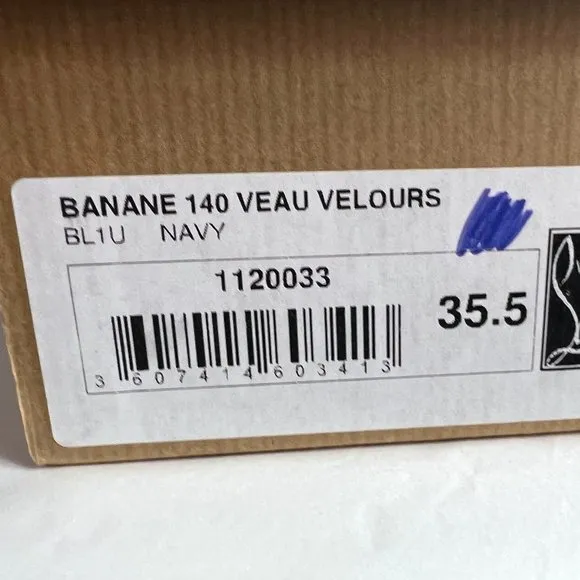 BANANE 140 VEAU VELOURS
BL1U NAVY
1120033
35.5
3 607414 603413